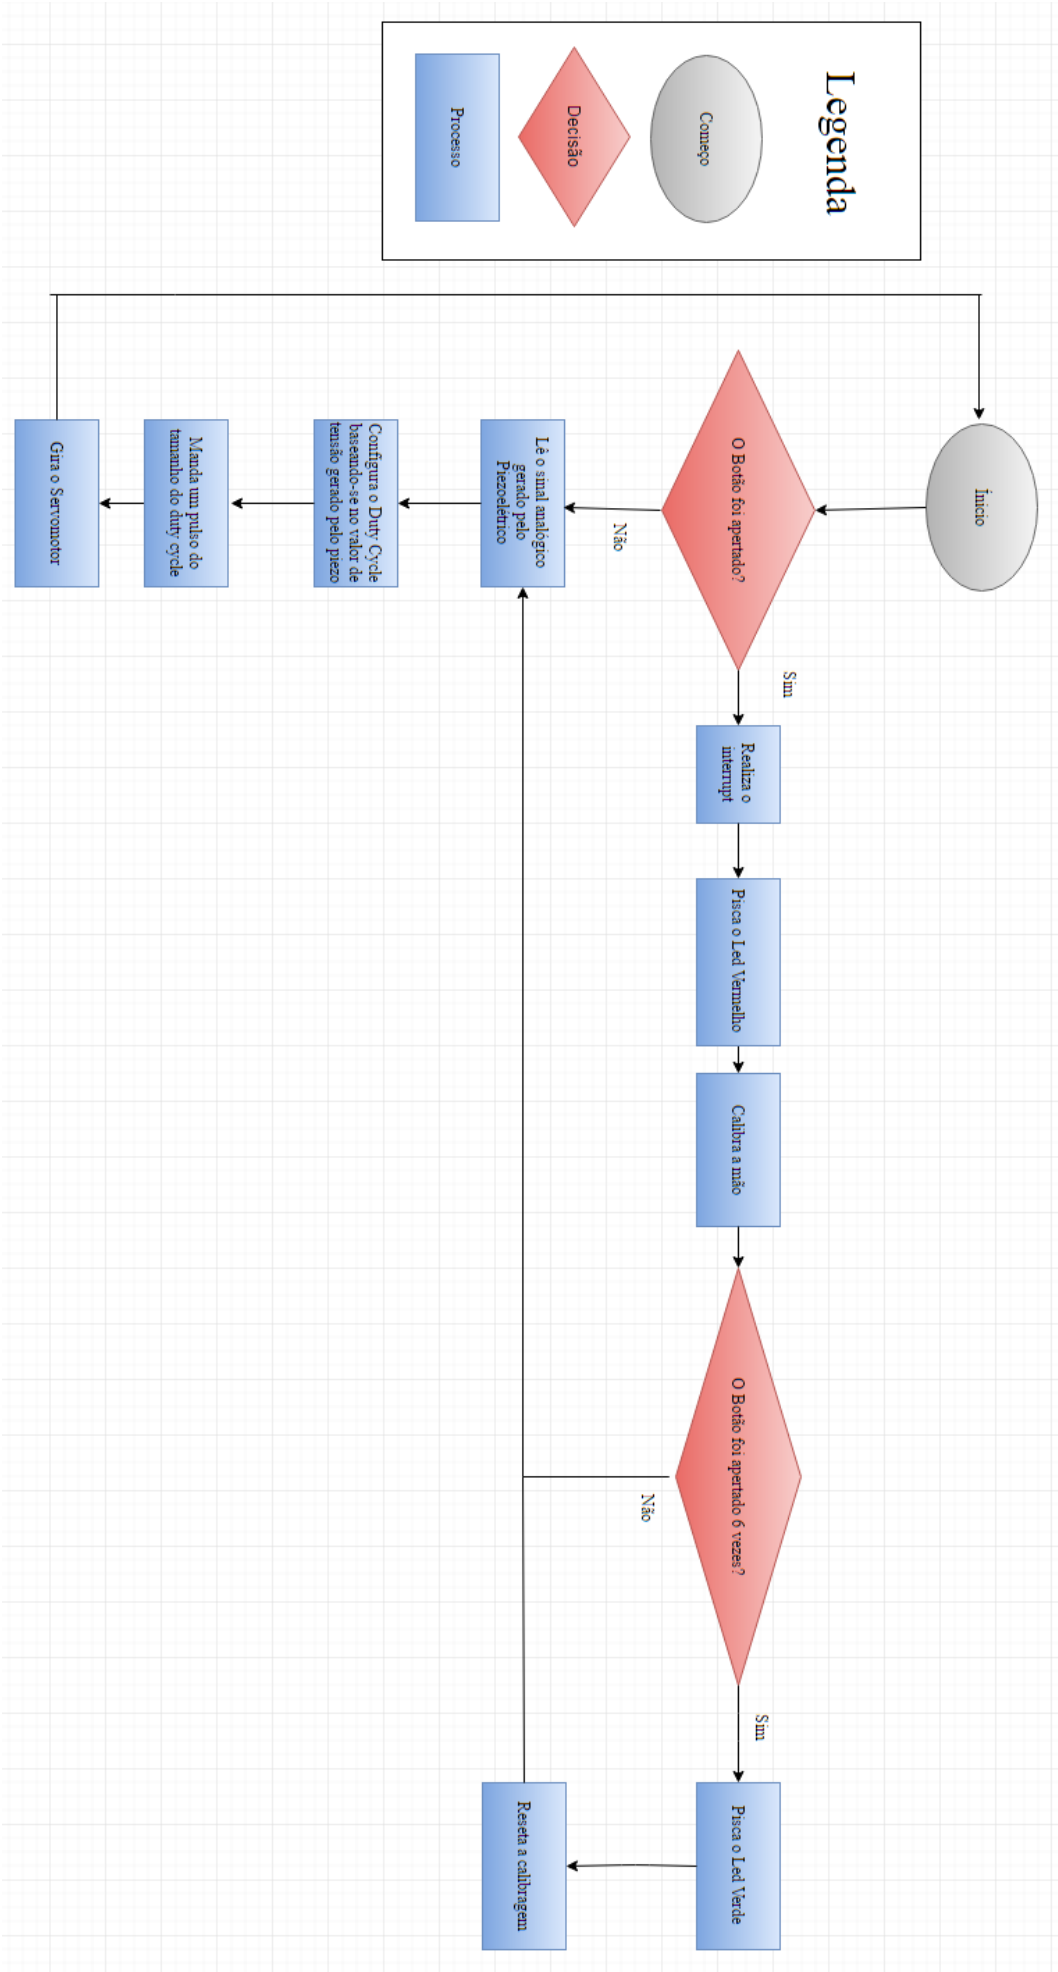 Legenda
Começo
Decisão
Processo
Ínicio
O Botão foi apertado?
Sim
Realiza o
interrupt
Pisca o Led Vermelho
Calibra a mão
O Botão foi apertado 6 vezes?
Sim
Pisca o Led Verde
Não
Não
Lê o sinal analógico
gerado pelo
Piezoelétrico
Reseta a calibragem
Configura o Duty Cycle
baseando-se no valor de
tensão gerado pelo piezo
Manda um pulso do
tamanho do duty cycle
Gira o Servomotor